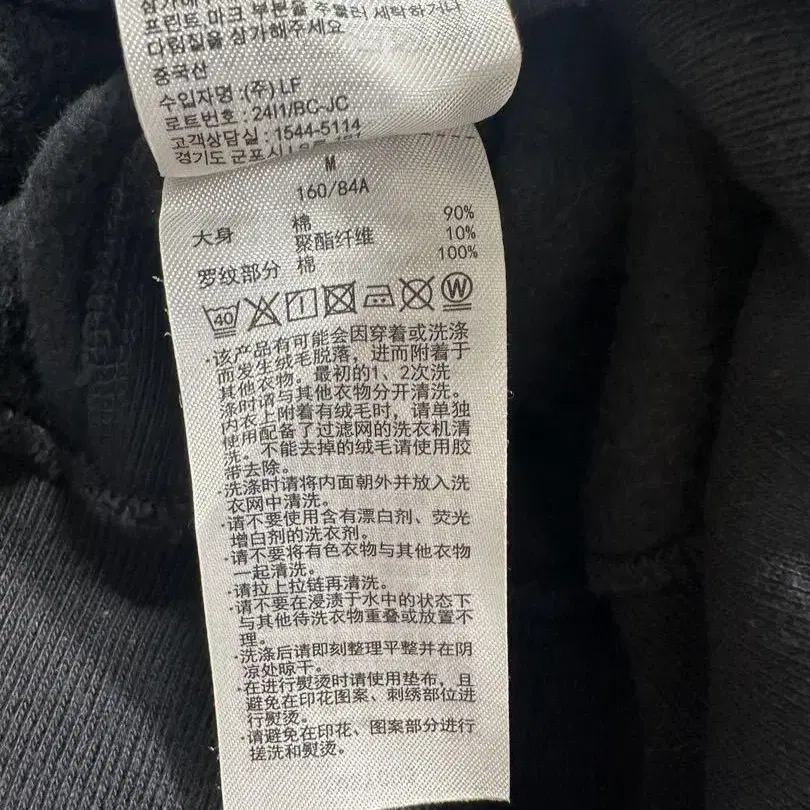 프린트 마크 부분을 주물러 세탁하거나
다림질을 삼가해주세요
중국산
수입자명 :(주) LF
로트번호 : 24I1/BC-JC
고객상담실 : 1544-5114
경기도 군포시
M
160/84A
大身 棉 90%
聚酯纤维 10%
罗纹部分 棉 100%
40 W
·该产品有可能会因穿着或洗涤
而发生绒毛脱落，进而附着于
其他衣物。最初的1、2次洗
涤时请与其他衣物分开清洗。
内衣上附着有绒毛时，请单独
使用配备了过滤网的洗衣机清
洗。不能去掉的绒毛请使用胶
带去除。
·洗涤时请将内面朝外并放入洗
衣网中清洗。
·请不要使用含有漂白剂、荧光
增白剂的洗衣剂。
·请不要将有色衣物与其他衣物
一起清洗。
·请拉上拉链再清洗。
·请不要在浸渍于水中的状态下
与其他待洗衣物重叠或放置不
理。
·洗涤后请即刻整理平整并在阴
凉处晾干。
·在进行熨烫时请使用垫布，且
避免在印花图案、刺绣部位进
行熨烫。
·请避免在印花、图案部分进行
搓洗和熨烫。